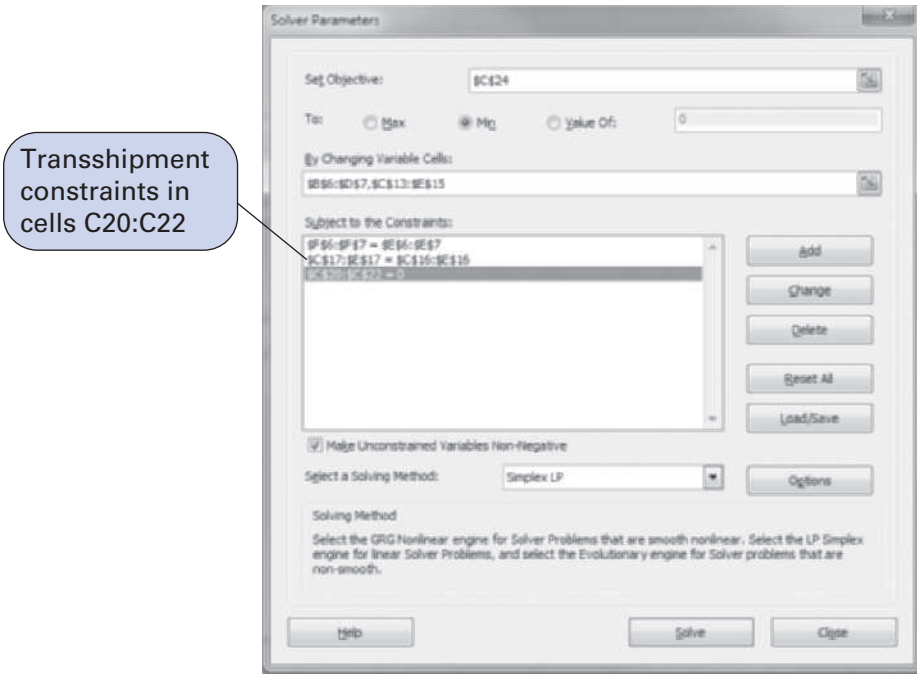 Solver Parameters
Set Objective:
$C$24
To:
Max
Min
Value Of:
0
By Changing Variable Cells:
$B$6:$D$7,$C$13:$E$15
Transshipment
constraints in
cells C20:C22
Subject to the Constraints:
$F$6:$F$7 = $E$6:$E$7
$C$17:$E$17 = $C$16:$E$16
$C$20:$C$22 = 0
Add
Change
Delete
Reset All
Load/Save
Make Unconstrained Variables Non-Negative
Select a Solving Method:
Simplex LP
Options
Solving Method
Select the GRG Nonlinear engine for Solver Problems that are smooth nonlinear. Select the LP Simplex
engine for linear Solver Problems, and select the Evolutionary engine for Solver problems that are
non-smooth.
Help
Solve
Close